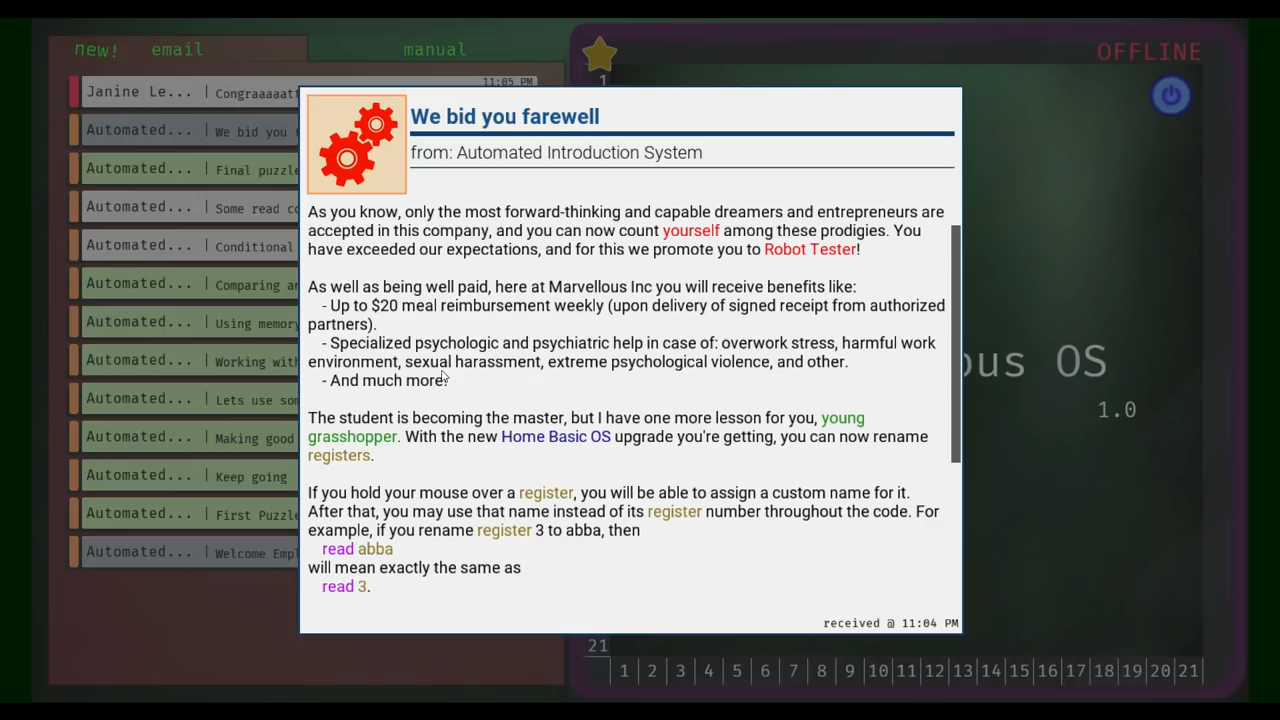 new! email
manual
OFFLINE
11:05 PM
1
Janine Le... | Congraaaaatt
Automated... | We bid you f
Automated... | Final puzzle
Automated... | Some read co
Automated... | Conditional
Automated... | Comparing an
Automated... | Using memory
Automated... | Working with
Automated... | Lets use som
Automated... | Making good
Automated... | Keep going
Automated... | First Puzzle
Automated... | Welcome Empl
We bid you farewell
from: Automated Introduction System
As you know, only the most forward-thinking and capable dreamers and entrepreneurs are
accepted in this company, and you can now count yourself among these prodigies. You
have exceeded our expectations, and for this we promote you to Robot Tester!
As well as being well paid, here at Marvellous Inc you will receive benefits like:
- Up to $20 meal reimbursement weekly (upon delivery of signed receipt from authorized
partners).
- Specialized psychologic and psychiatric help in case of: overwork stress, harmful work
environment, sexual harassment, extreme psychological violence, and other.
- And much more.
The student is becoming the master, but I have one more lesson for you, young
grasshopper. With the new Home Basic OS upgrade you're getting, you can now rename
registers.
If you hold your mouse over a register, you will be able to assign a custom name for it.
After that, you may use that name instead of its register number throughout the code. For
example, if you rename register 3 to abba, then
read abba
will mean exactly the same as
read 3.
received @ 11:04 PM
ous OS
1.0
21
1 2 3 4 5 6 7 8 9 10 11 12 13 14 15 16 17 18 19 20 21